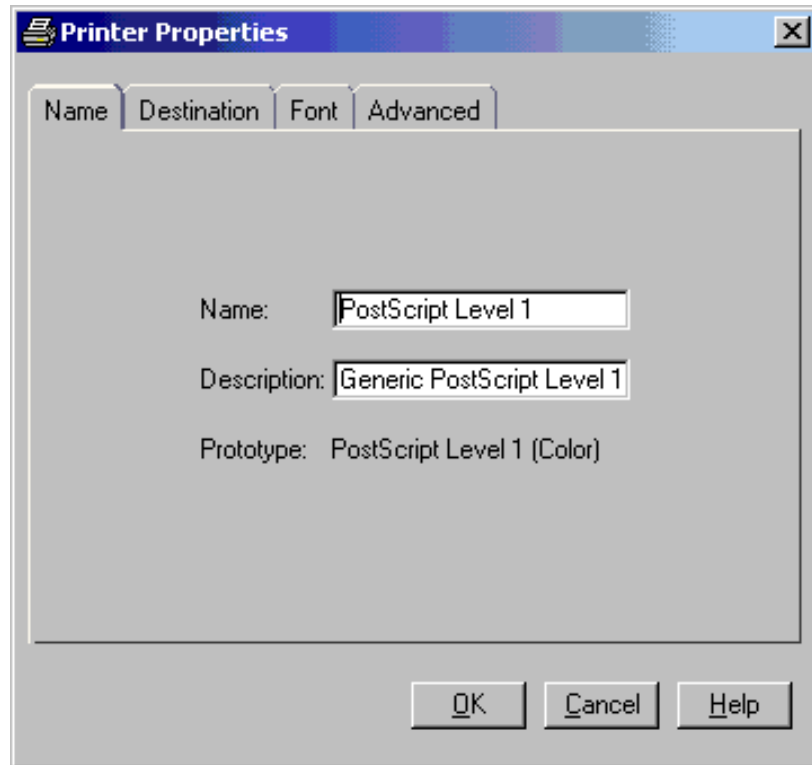 Printer Properties
Name Destination Font Advanced
Name: PostScript Level 1
Description: Generic PostScript Level 1
Prototype: PostScript Level 1 (Color)
OK Cancel Help